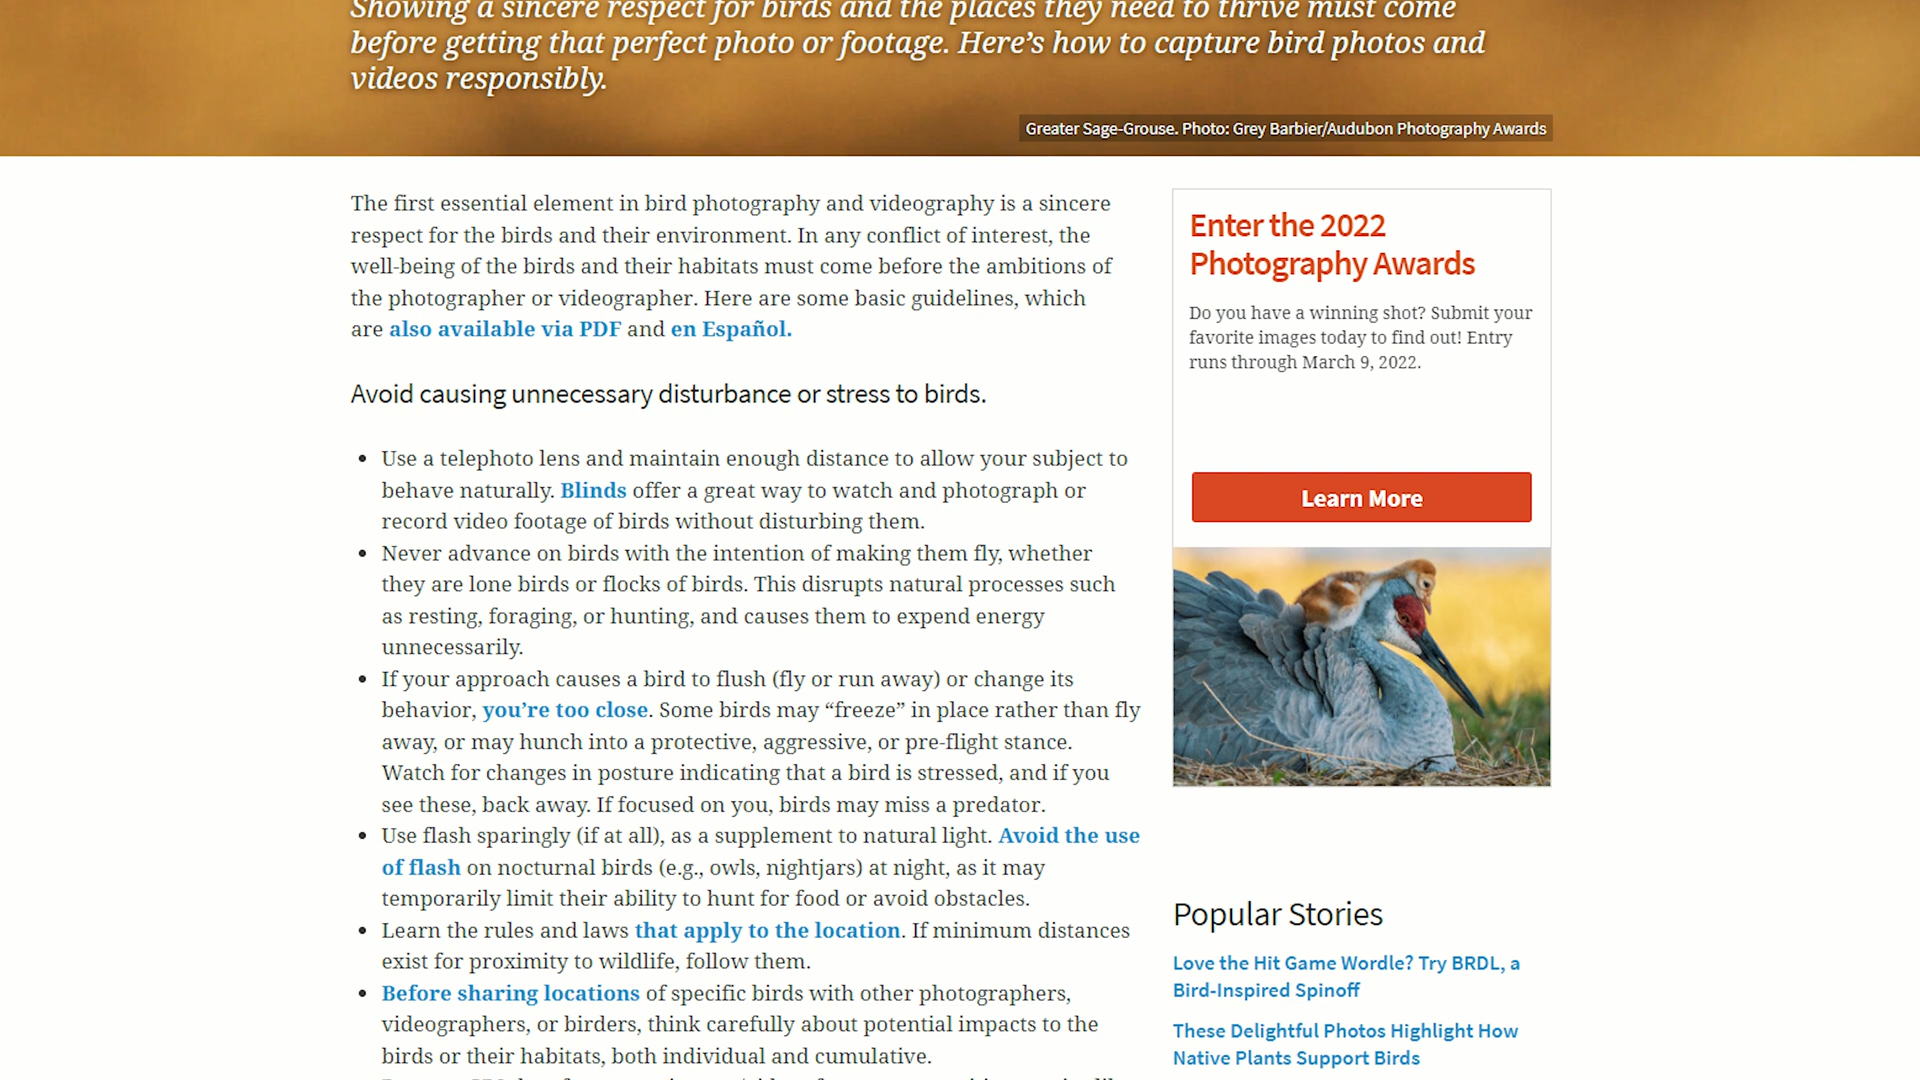 Showing a sincere respect for birds and the places they need to thrive must come
before getting that perfect photo or footage. Here's how to capture bird photos and
videos responsibly.
Greater Sage-Grouse. Photo: Grey Barbier/Audubon Photography Awards
The first essential element in bird photography and videography is a sincere
respect for the birds and their environment. In any conflict of interest, the
well-being of the birds and their habitats must come before the ambitions of
the photographer or videographer. Here are some basic guidelines, which
are also available via PDF and en Español.
Avoid causing unnecessary disturbance or stress to birds.
• Use a telephoto lens and maintain enough distance to allow your subject to
behave naturally. Blinds offer a great way to watch and photograph or
record video footage of birds without disturbing them.
• Never advance on birds with the intention of making them fly, whether
they are lone birds or flocks of birds. This disrupts natural processes such
as resting, foraging, or hunting, and causes them to expend energy
unnecessarily.
• If your approach causes a bird to flush (fly or run away) or change its
behavior, you’re too close. Some birds may “freeze” in place rather than fly
away, or may hunch into a protective, aggressive, or pre-flight stance.
Watch for changes in posture indicating that a bird is stressed, and if you
see these, back away. If focused on you, birds may miss a predator.
• Use flash sparingly (if at all), as a supplement to natural light. Avoid the use
of flash on nocturnal birds (e.g., owls, nightjars) at night, as it may
temporarily limit their ability to hunt for food or avoid obstacles.
• Learn the rules and laws that apply to the location. If minimum distances
exist for proximity to wildlife, follow them.
• Before sharing locations of specific birds with other photographers,
videographers, or birders, think carefully about potential impacts to the
birds or their habitats, both individual and cumulative.
Enter the 2022
Photography Awards
Do you have a winning shot? Submit your
favorite images today to find out! Entry
runs through March 9, 2022.
Learn More
Popular Stories
Love the Hit Game Wordle? Try BRDL, a
Bird-Inspired Spinoff
These Delightful Photos Highlight How
Native Plants Support Birds